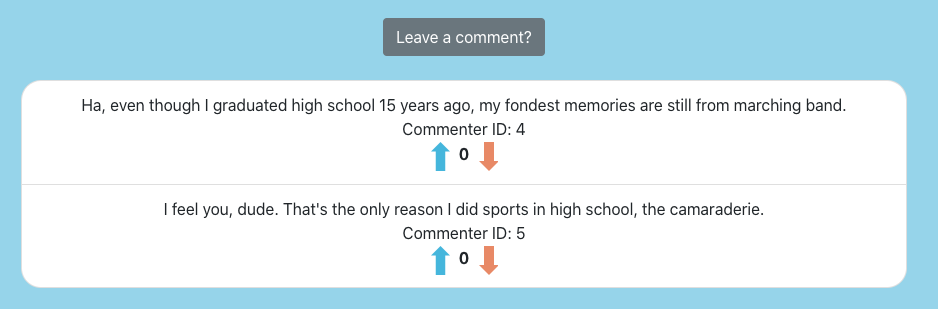 Leave a comment?
Ha, even though I graduated high school 15 years ago, my fondest memories are still from marching band.
Commenter ID: 4
0
I feel you, dude. That's the only reason I did sports in high school, the camaraderie.
Commenter ID: 5
0